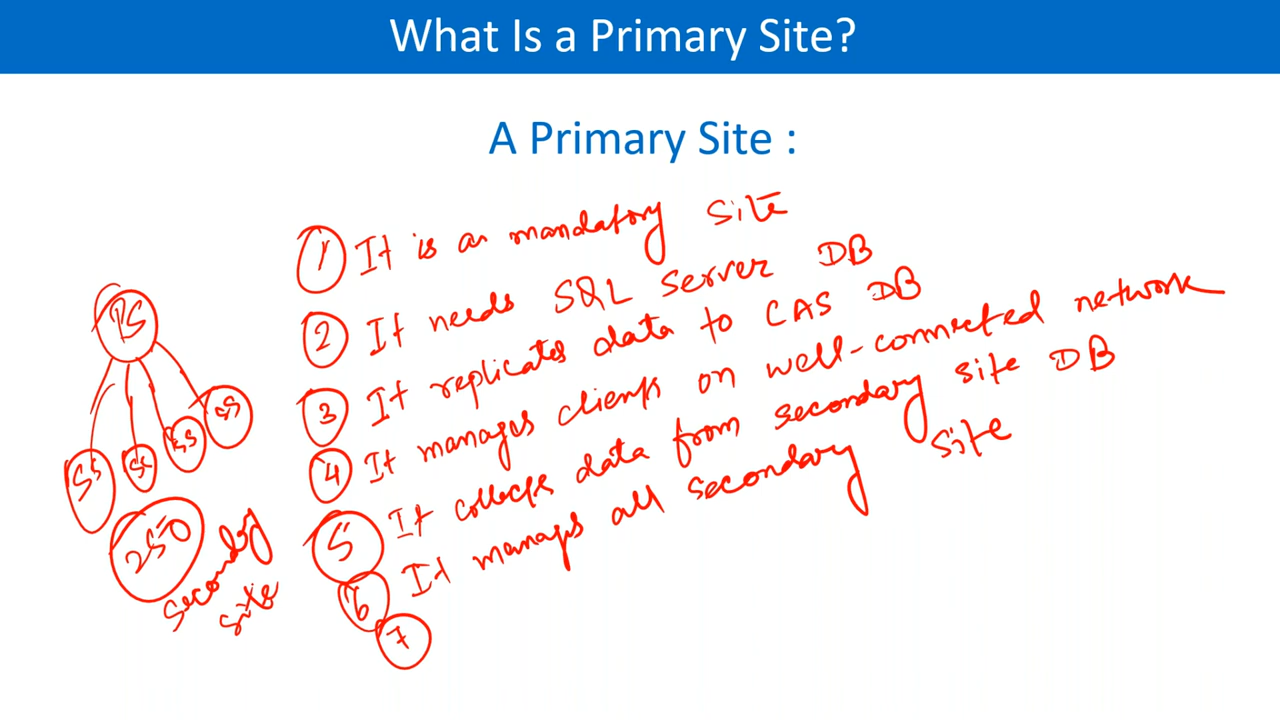 What Is a Primary Site?
A Primary Site :
1 It is a mandatory site
2 It needs SQL Server DB
3 It replicates data to CAS DB
4 It manages clients on well-connected network
5 It collects data from secondary site DB
6 It manages all secondary site
7
PS
SS SS SS SS
250
secondary
site